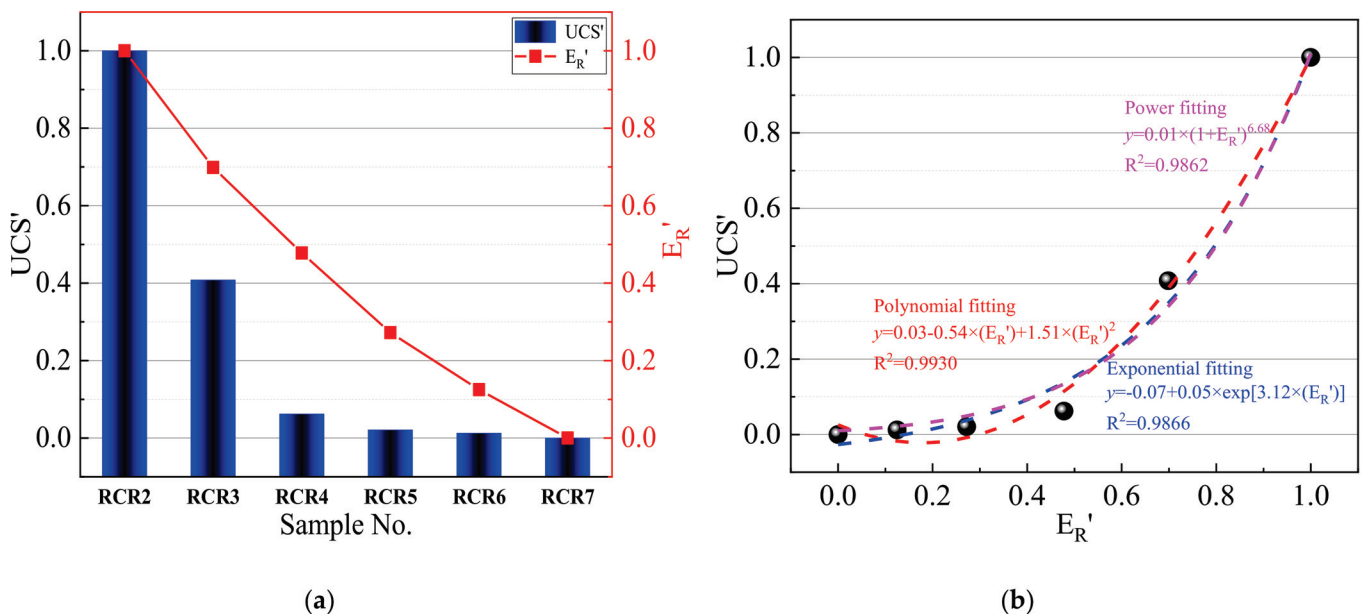 UCS'
E_R'
1.0
0.8
0.6
0.4
0.2
0.0
UCS'
1.0
0.8
0.6
0.4
0.2
0.0
E_R'
RCR2 RCR3 RCR4 RCR5 RCR6 RCR7
Sample No.
(a)
1.0
0.8
0.6
0.4
0.2
0.0
UCS'
Power fitting
y=0.01×(1+E_R')^6.68
R²=0.9862
Polynomial fitting
y=0.03-0.54×(E_R')+1.51×(E_R')²
R²=0.9930
Exponential fitting
y=-0.07+0.05×exp[3.12×(E_R')]
R²=0.9866
0.0 0.2 0.4 0.6 0.8 1.0
E_R'
(b)